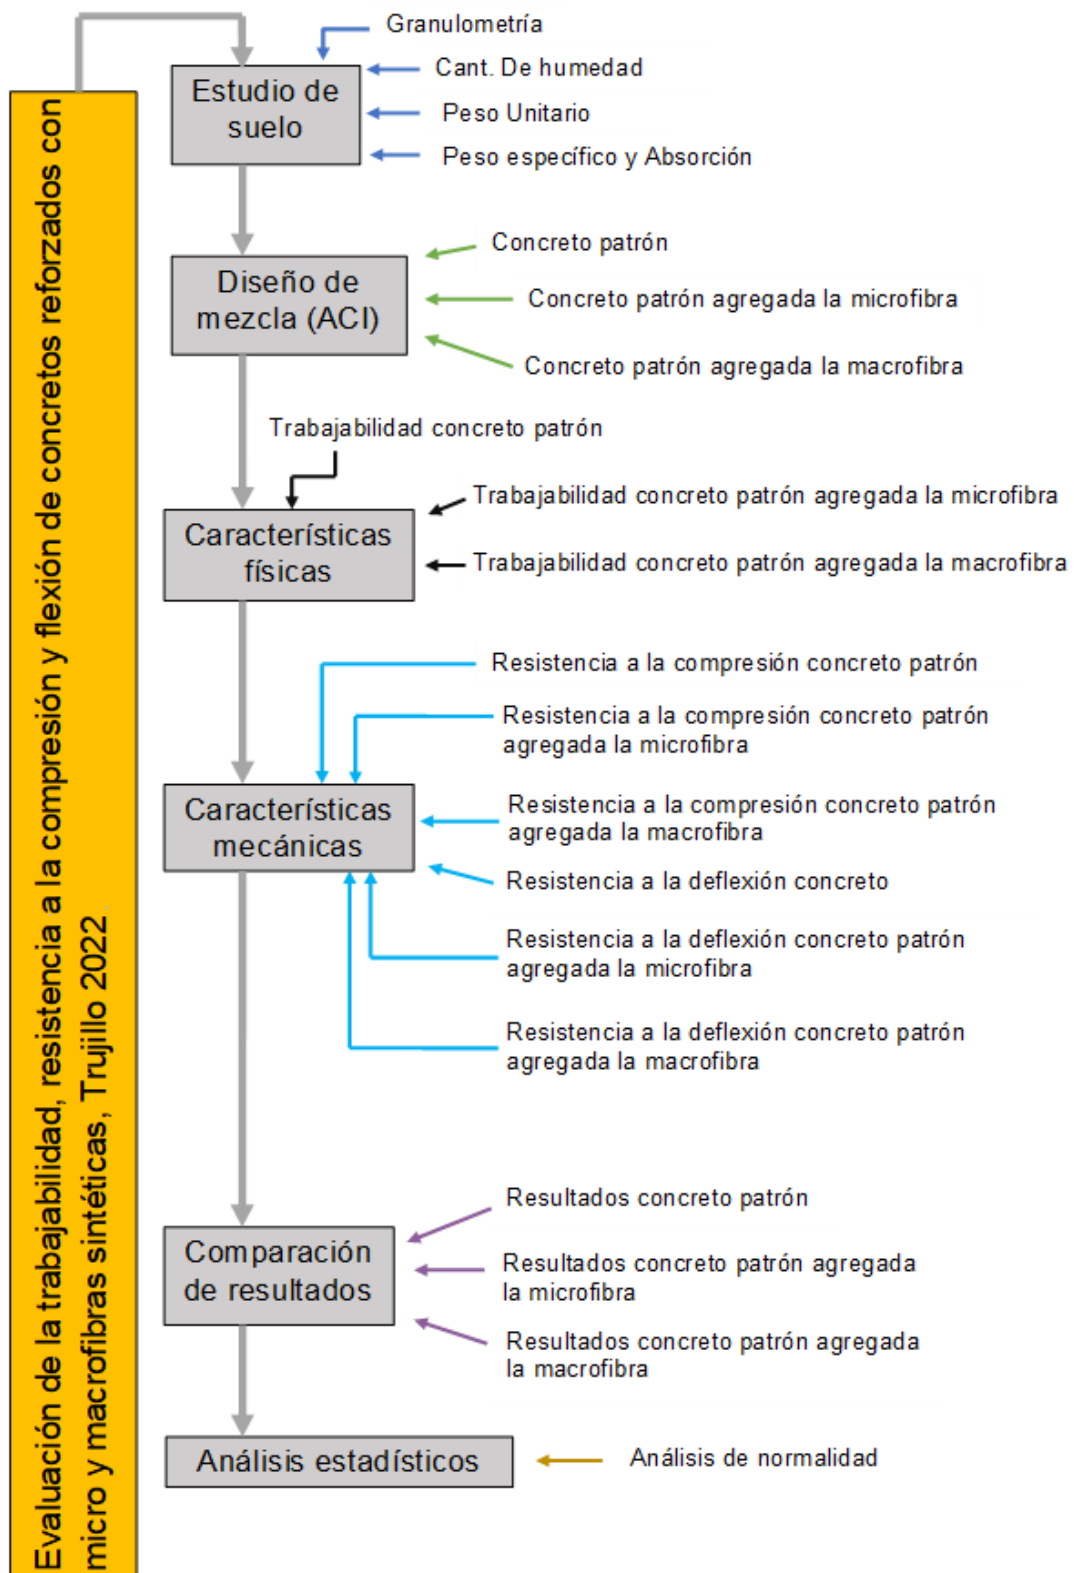 Evaluación de la trabajabilidad, resistencia a la compresión y flexión de concretos reforzados con
micro y macrofibras sintéticas, Trujillo 2022
Granulometría
Cant. De humedad
Estudio de
suelo
Peso Unitario
Peso específico y Absorción
Concreto patrón
Diseño de
mezcla (ACI)
Concreto patrón agregada la microfibra
Concreto patrón agregada la macrofibra
Trabajabilidad concreto patrón
Trabajabilidad concreto patrón agregada la microfibra
Características
físicas
Trabajabilidad concreto patrón agregada la macrofibra
Resistencia a la compresión concreto patrón
Resistencia a la compresión concreto patrón
agregada la microfibra
Características
mecánicas
Resistencia a la compresión concreto patrón
agregada la macrofibra
Resistencia a la deflexión concreto
Resistencia a la deflexión concreto patrón
agregada la microfibra
Resistencia a la deflexión concreto patrón
agregada la macrofibra
Resultados concreto patrón
Comparación
de resultados
Resultados concreto patrón agregada
la microfibra
Resultados concreto patrón agregada
la macrofibra
Análisis estadísticos
Análisis de normalidad